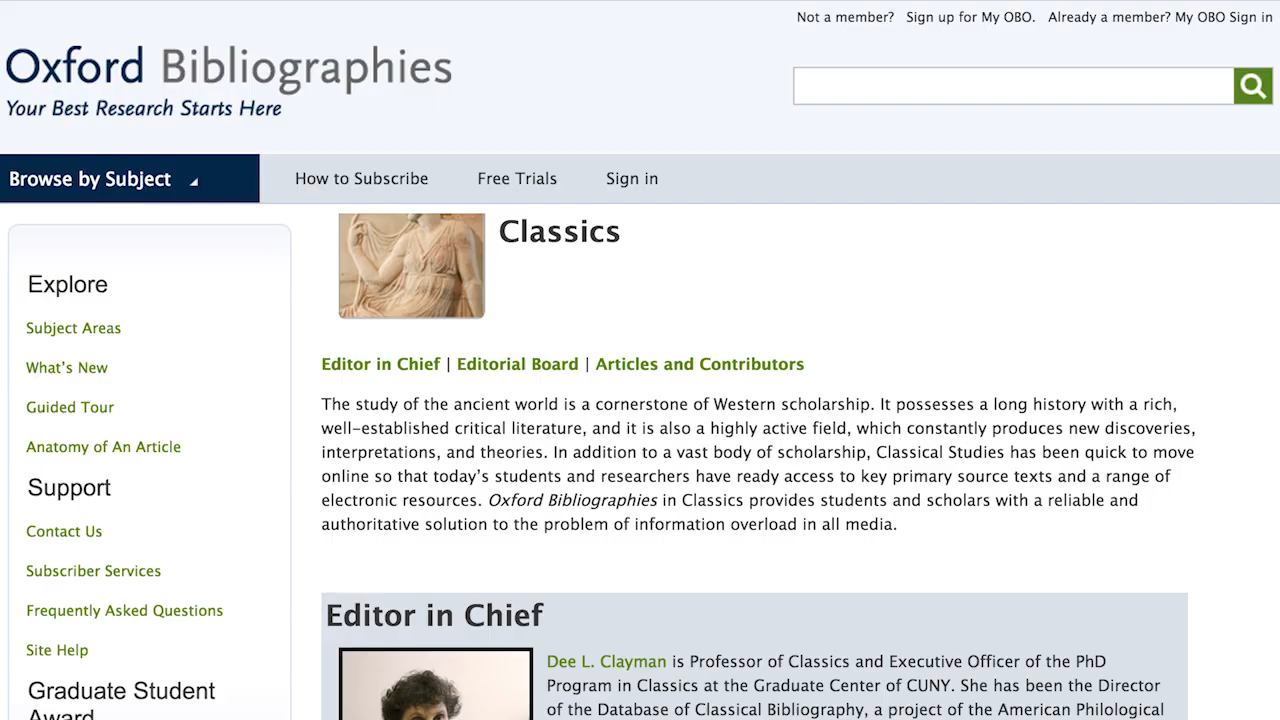 Not a member? Sign up for My OBO. Already a member? My OBO Sign in
Oxford Bibliographies
Your Best Research Starts Here
Browse by Subject
How to Subscribe
Free Trials
Sign in
Explore
Subject Areas
What's New
Guided Tour
Anatomy of An Article
Support
Contact Us
Subscriber Services
Frequently Asked Questions
Site Help
Graduate Student
Award
Classics
Editor in Chief | Editorial Board | Articles and Contributors
The study of the ancient world is a cornerstone of Western scholarship. It possesses a long history with a rich,
well-established critical literature, and it is also a highly active field, which constantly produces new discoveries,
interpretations, and theories. In addition to a vast body of scholarship, Classical Studies has been quick to move
online so that today's students and researchers have ready access to key primary source texts and a range of
electronic resources. Oxford Bibliographies in Classics provides students and scholars with a reliable and
authoritative solution to the problem of information overload in all media.
Editor in Chief
Dee L. Clayman is Professor of Classics and Executive Officer of the PhD
Program in Classics at the Graduate Center of CUNY. She has been the Director
of the Database of Classical Bibliography, a project of the American Philological